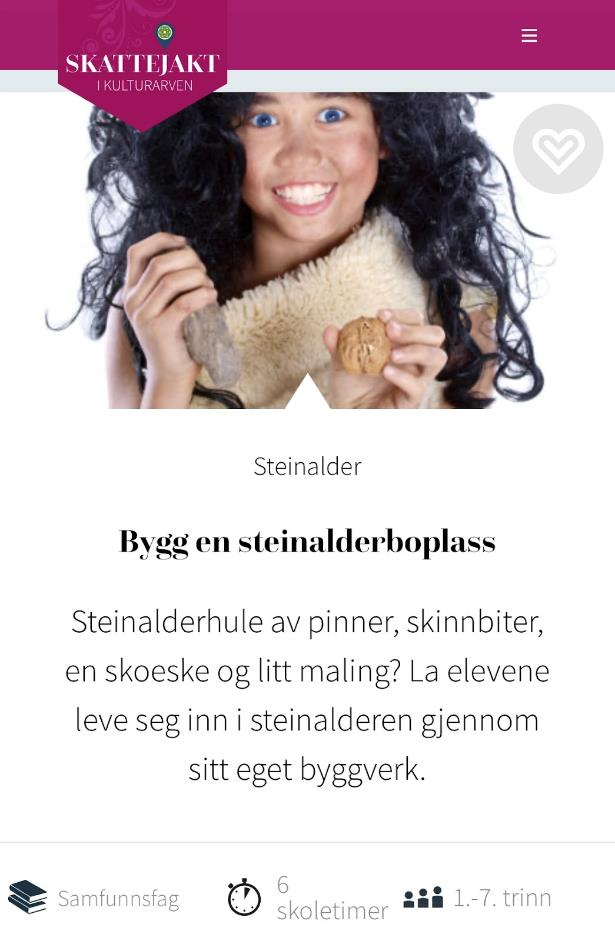 SKATTEJAKT
I KULTURARVEN
Steinalder
Bygg en steinalderboplass
Steinalderhule av pinner, skinnbiter,
en skoeske og litt maling? La elevene
leve seg inn i steinalderen gjennom
sitt eget byggverk.
Samfunnsfag
6
skoletimer
1.-7. trinn